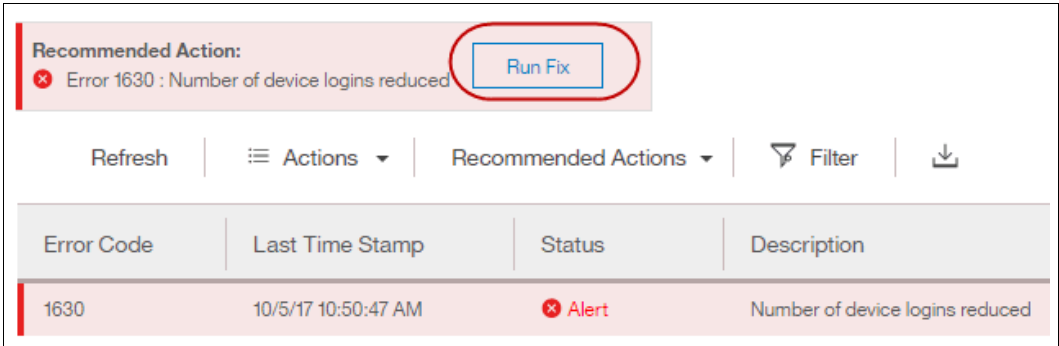 Recommended Action:
Error 1630 : Number of device logins reduced
Run Fix
Refresh Actions Recommended Actions Filter
Error Code Last Time Stamp Status Description
1630 10/5/17 10:50:47 AM Alert Number of device logins reduced